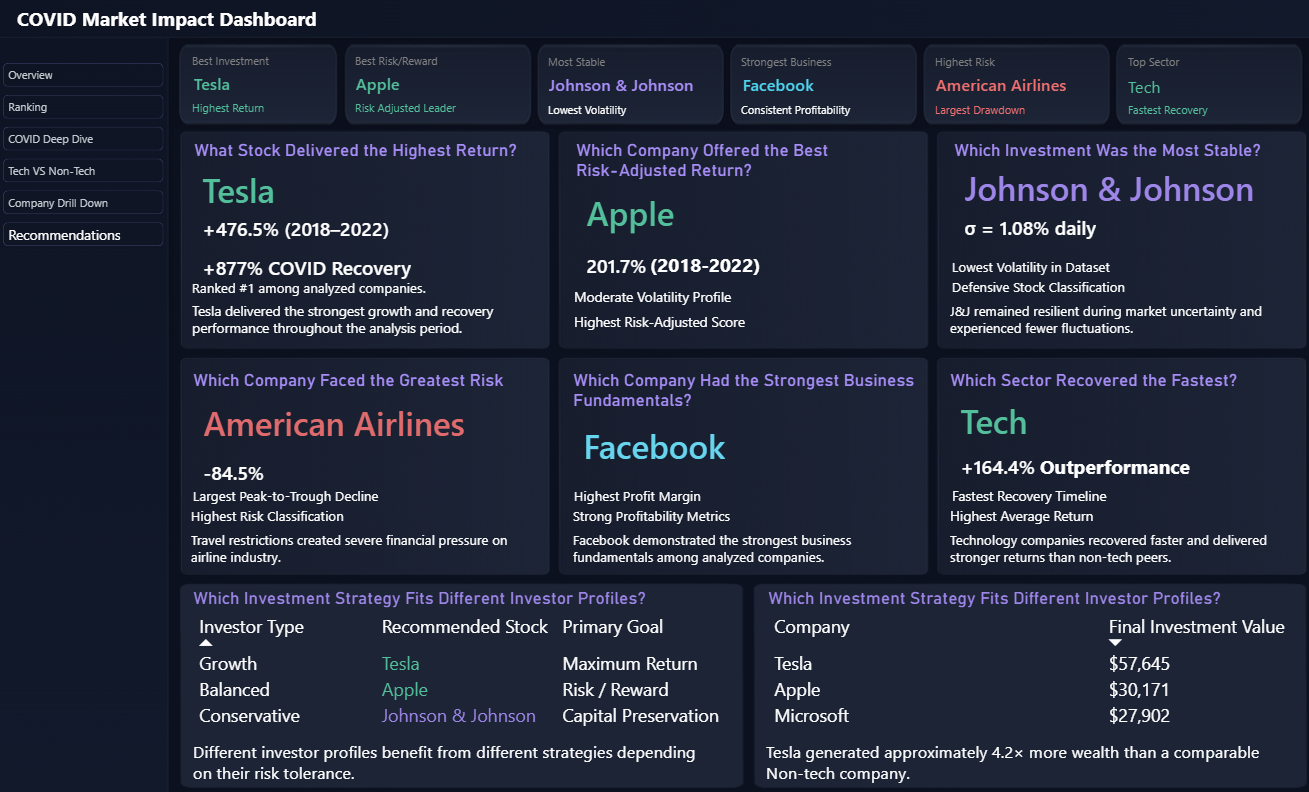 COVID Market Impact Dashboard
Overview
Ranking
COVID Deep Dive
Tech VS Non-Tech
Company Drill Down
Recommendations
Best Investment
Tesla
Highest Return
Best Risk/Reward
Apple
Risk Adjusted Leader
Most Stable
Johnson & Johnson
Lowest Volatility
Strongest Business
Facebook
Consistent Profitability
Highest Risk
American Airlines
Largest Drawdown
Top Sector
Tech
Fastest Recovery
What Stock Delivered the Highest Return?
Tesla
+476.5% (2018–2022)
+877% COVID Recovery
Ranked #1 among analyzed companies.
Tesla delivered the strongest growth and recovery
performance throughout the analysis period.
Which Company Offered the Best
Risk-Adjusted Return?
Apple
201.7% (2018-2022)
Moderate Volatility Profile
Highest Risk-Adjusted Score
Which Investment Was the Most Stable?
Johnson & Johnson
σ = 1.08% daily
Lowest Volatility in Dataset
Defensive Stock Classification
J&J remained resilient during market uncertainty and
experienced fewer fluctuations.
Which Company Faced the Greatest Risk
American Airlines
-84.5%
Largest Peak-to-Trough Decline
Highest Risk Classification
Travel restrictions created severe financial pressure on
airline industry.
Which Company Had the Strongest Business
Fundamentals?
Facebook
Highest Profit Margin
Strong Profitability Metrics
Facebook demonstrated the strongest business
fundamentals among analyzed companies.
Which Sector Recovered the Fastest?
Tech
+164.4% Outperformance
Fastest Recovery Timeline
Highest Average Return
Technology companies recovered faster and delivered
stronger returns than non-tech peers.
Which Investment Strategy Fits Different Investor Profiles?
Investor Type Recommended Stock Primary Goal
Growth Tesla Maximum Return
Balanced Apple Risk / Reward
Conservative Johnson & Johnson Capital Preservation
Different investor profiles benefit from different strategies depending
on their risk tolerance.
Which Investment Strategy Fits Different Investor Profiles?
Company Final Investment Value
Tesla $57,645
Apple $30,171
Microsoft $27,902
Tesla generated approximately 4.2× more wealth than a comparable
Non-tech company.